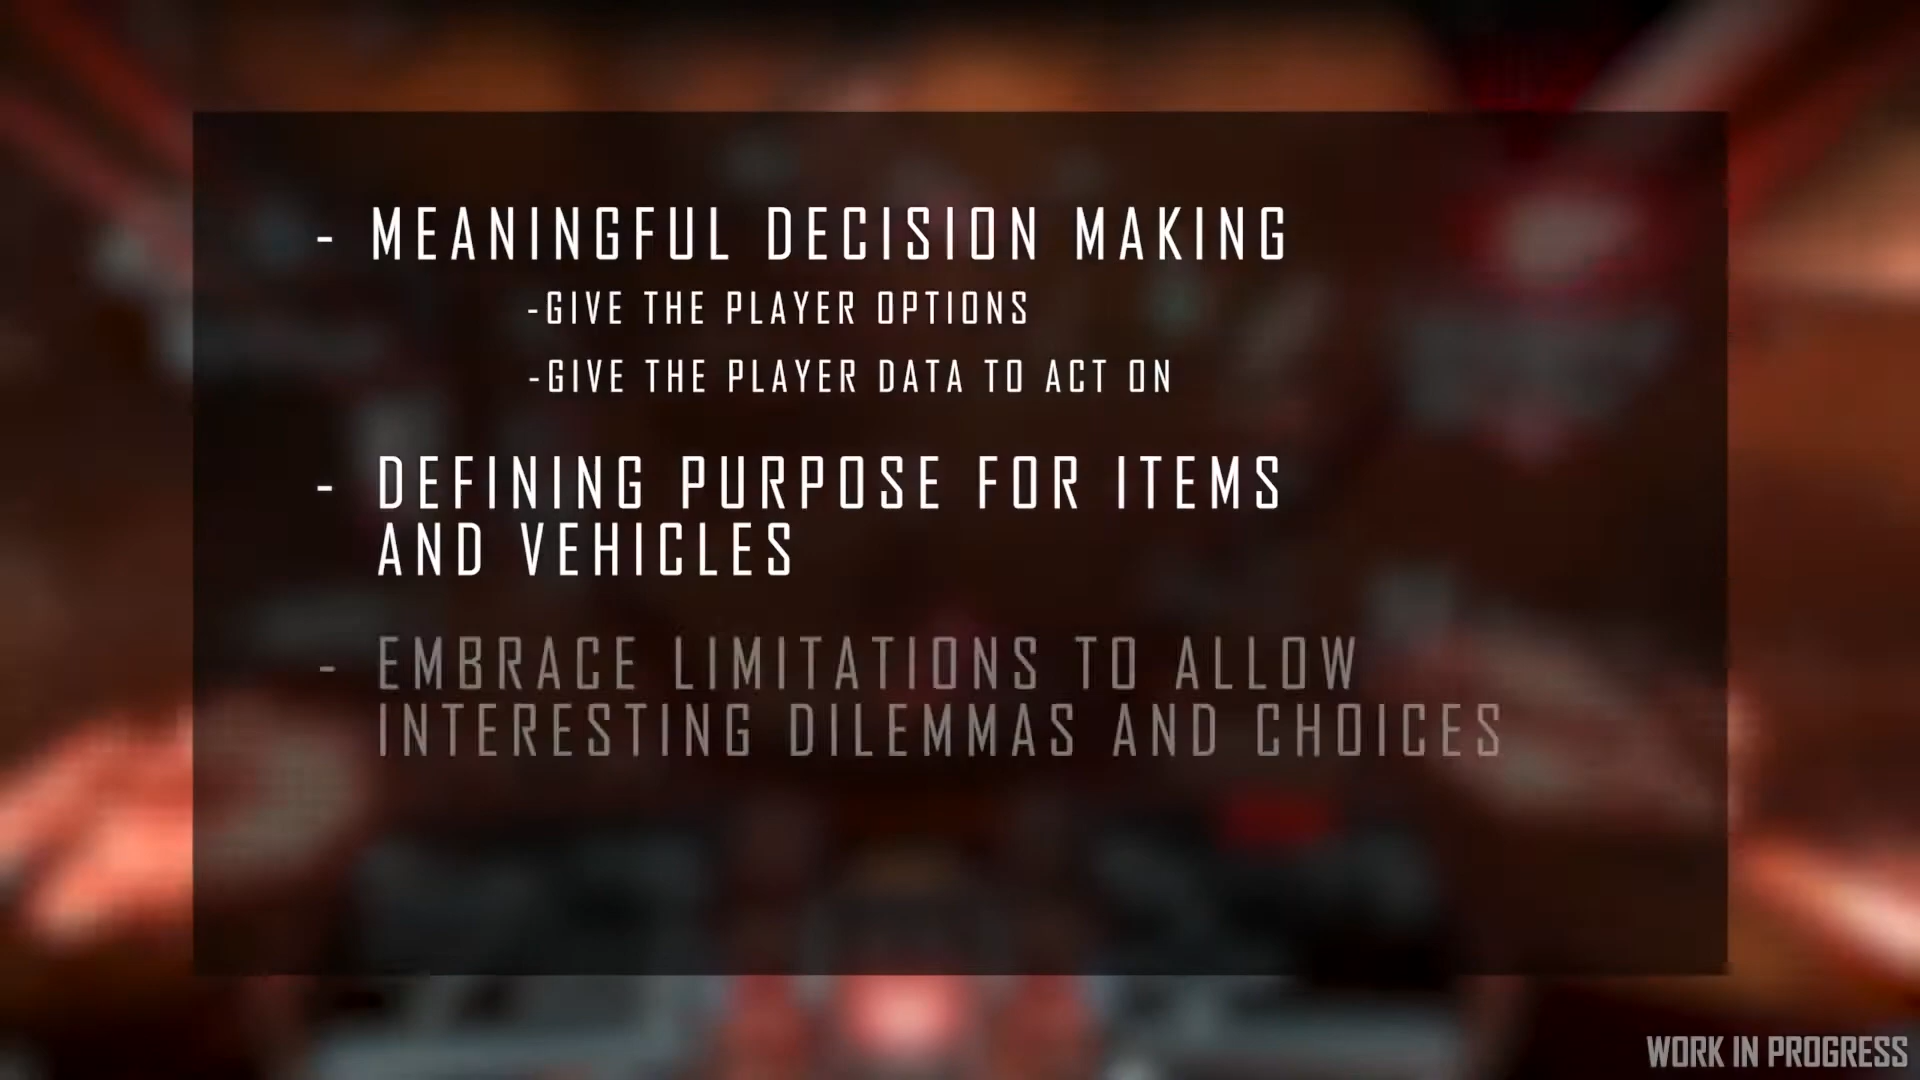 - MEANINGFUL DECISION MAKING
-GIVE THE PLAYER OPTIONS
-GIVE THE PLAYER DATA TO ACT ON
- DEFINING PURPOSE FOR ITEMS
AND VEHICLES
- EMBRACE LIMITATIONS TO ALLOW
INTERESTING DILEMMAS AND CHOICES
WORK IN PROGRESS